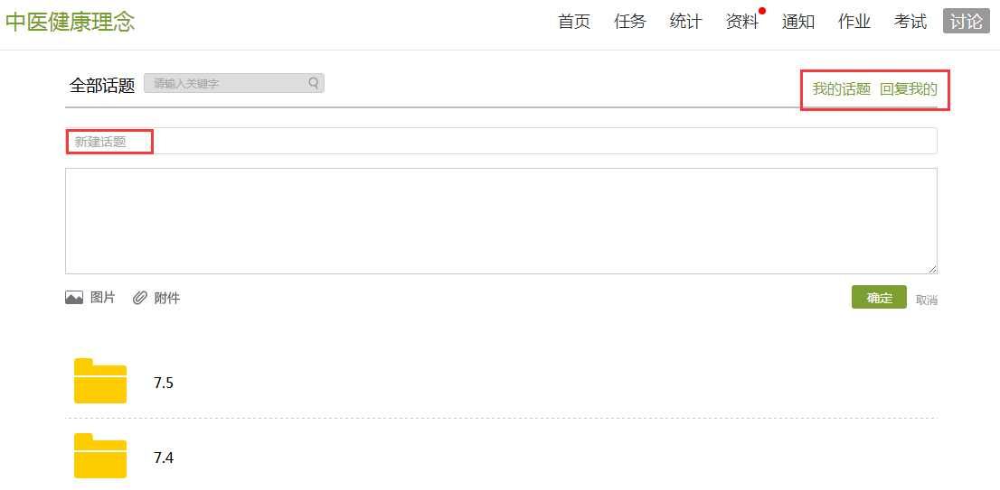 中医健康理念
首页 任务 统计 资料 通知 作业 考试 讨论
全部话题 请输入关键字 我的话题 回复我的
新建话题
图片 附件 确定 取消
7.5
7.4